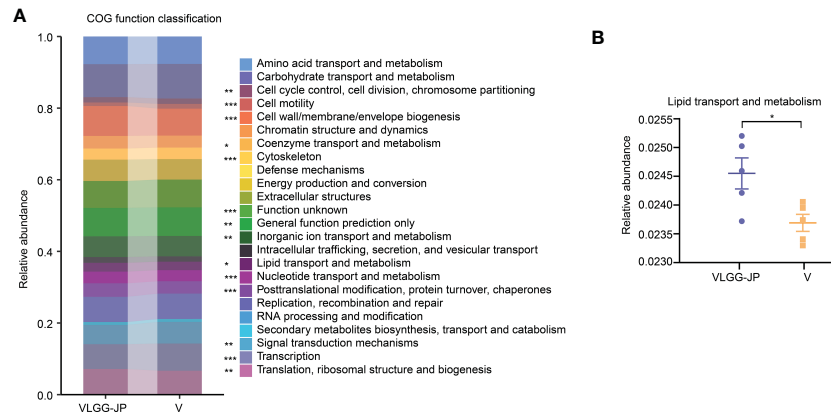 A
COG function classification
Relative abundance
1.0
0.8
0.6
0.4
0.2
0.0
VLGG-JP
V
Amino acid transport and metabolism
Carbohydrate transport and metabolism
** Cell cycle control, cell division, chromosome partitioning
*** Cell motility
*** Cell wall/membrane/envelope biogenesis
Chromatin structure and dynamics
* Coenzyme transport and metabolism
*** Cytoskeleton
Defense mechanisms
Energy production and conversion
Extracellular structures
*** Function unknown
** General function prediction only
** Inorganic ion transport and metabolism
Intracellular trafficking, secretion, and vesicular transport
* Lipid transport and metabolism
*** Nucleotide transport and metabolism
*** Posttranslational modification, protein turnover, chaperones
Replication, recombination and repair
RNA processing and modification
Secondary metabolites biosynthesis, transport and catabolism
** Signal transduction mechanisms
*** Transcription
** Translation, ribosomal structure and biogenesis
B
Lipid transport and metabolism
*
Relative abundance
0.0255
0.0250
0.0245
0.0240
0.0235
0.0230
VLGG-JP
V